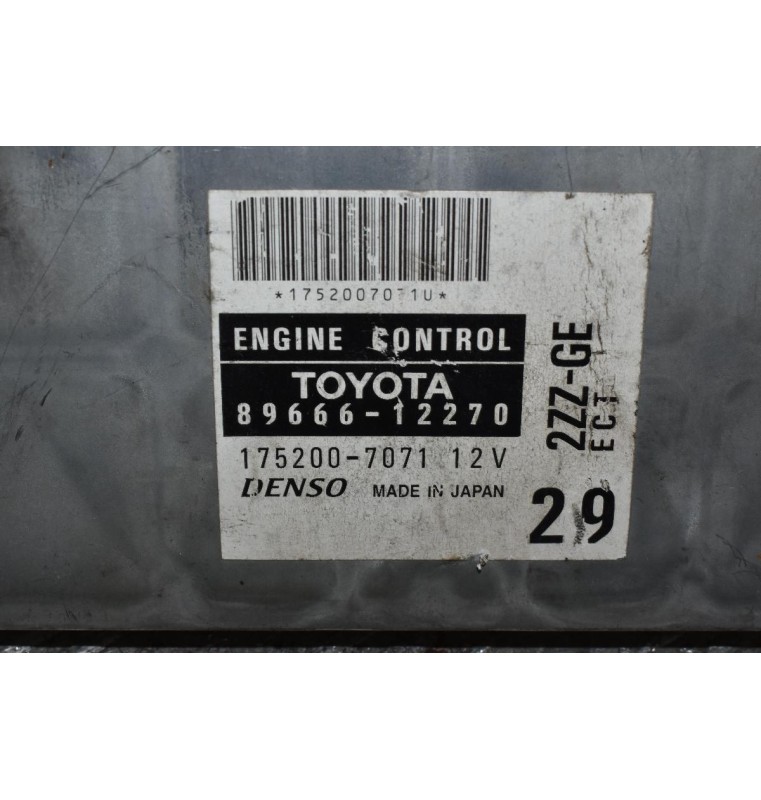 *1752007071U*
ENGINE CONTROL
TOYOTA
89666-12270
175200-7071 12V
DENSO MADE IN JAPAN
2ZZ-GE
ECT
29